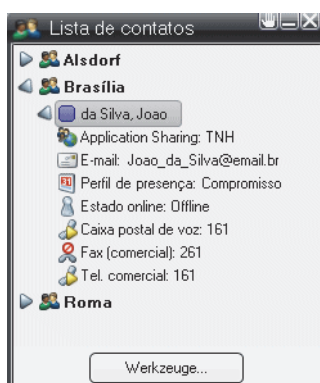 Lista de contatos
Alsdorf
Brasília
da Silva, Joao
Application Sharing: TNH
E-mail: Joao_da_Silva@email.br
Perfil de presença: Compromisso
Estado online: Offline
Caixa postal de voz: 161
Fax (comercial): 261
Tel. comercial: 161
Roma
Werkzeuge...